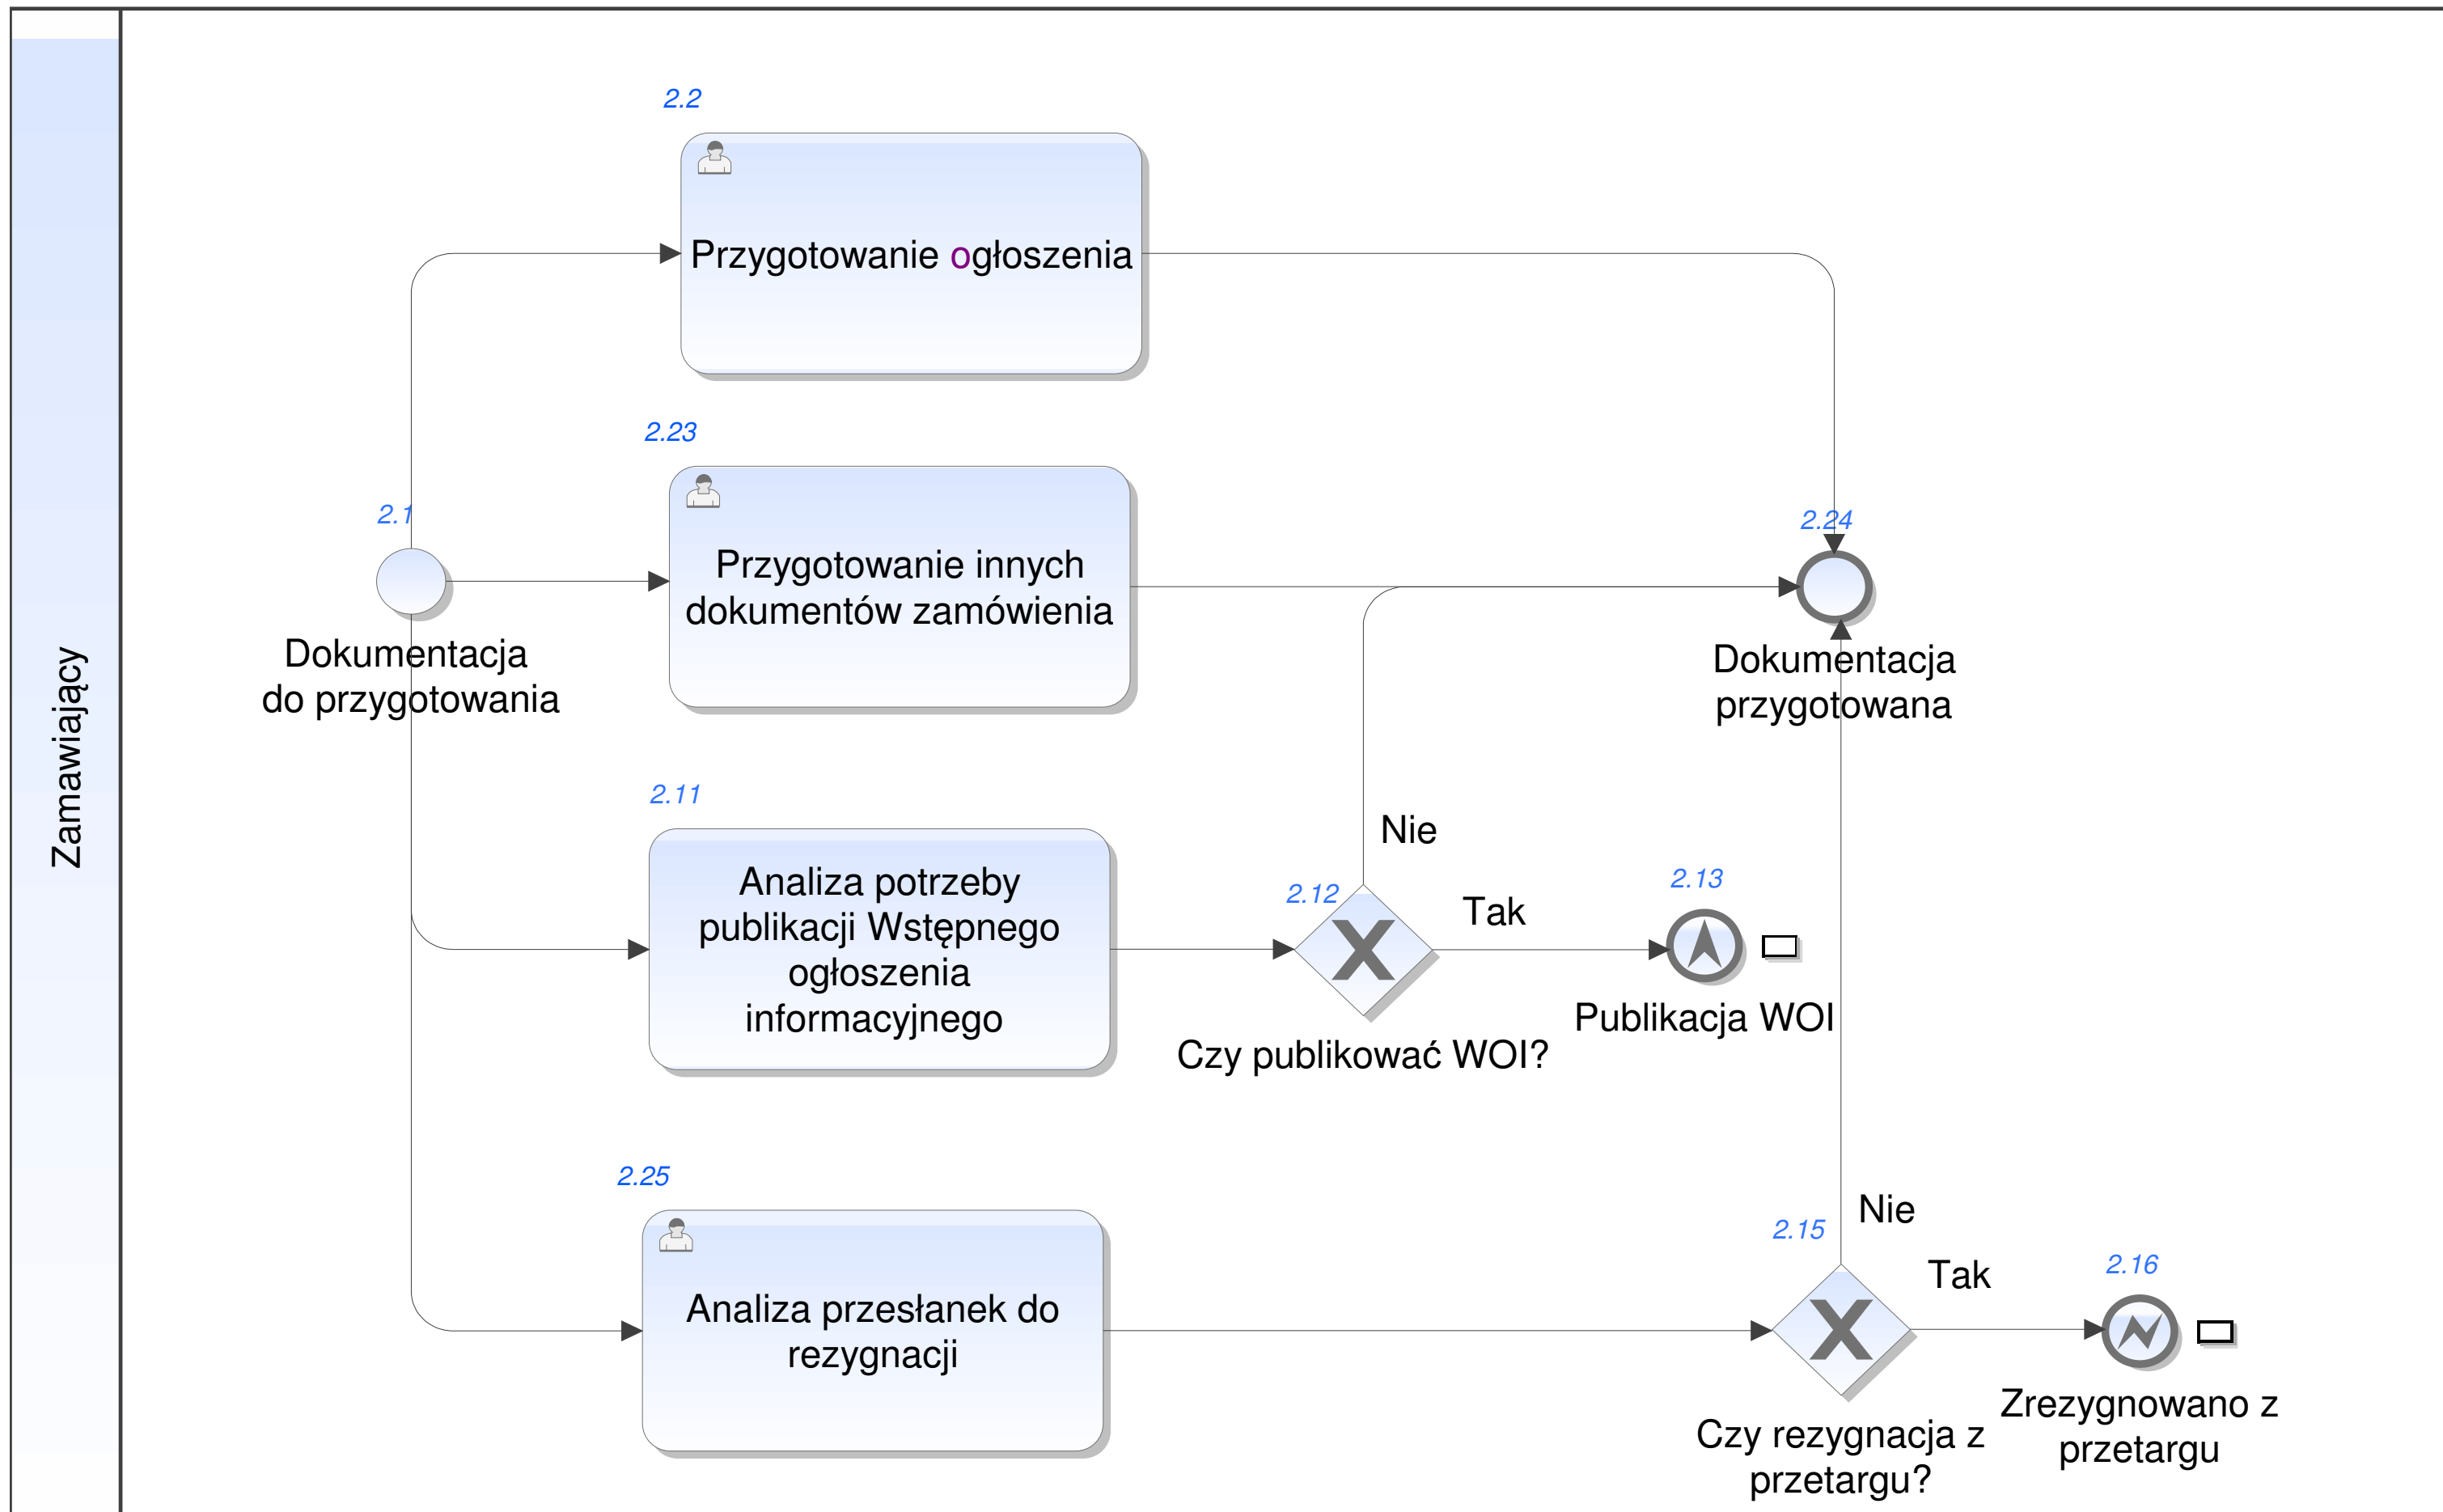 Zamawiający
2.2
Przygotowanie ogłoszenia
2.23
Przygotowanie innych
dokumentów zamówienia
2.1
Dokumentacja
do przygotowania
2.24
Dokumentacja
przygotowana
2.11
Analiza potrzeby
publikacji Wstępnego
ogłoszenia
informacyjnego
2.12
Nie
Tak
Czy publikować WOI?
2.13
Publikacja WOI
2.25
Analiza przesłanek do
rezygnacji
2.15
Nie
Tak
Czy rezygnacja z
przetargu?
2.16
Zrezygnowano z
przetargu